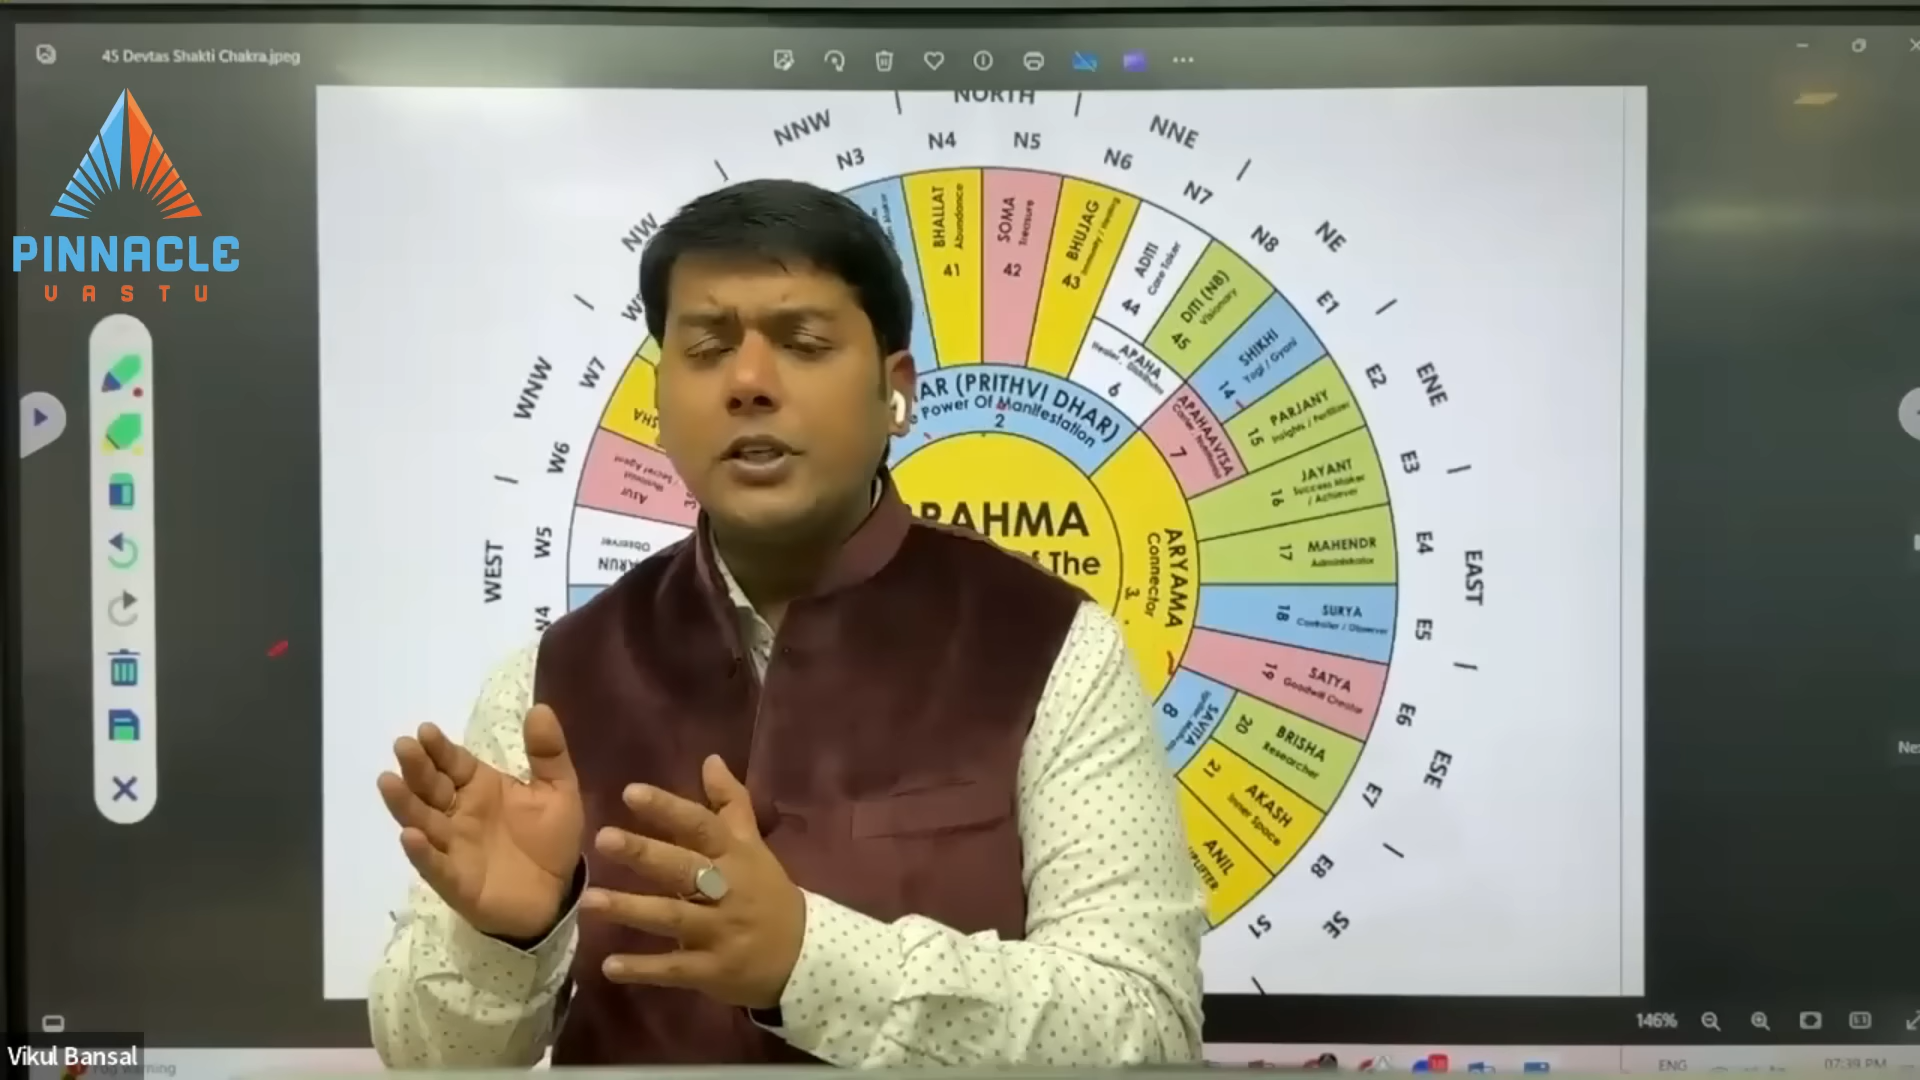 45 Devtas Shakti Chakra.jpeg
PINNACLE
VASTU
NORTH
NNW
NNE
N3
N4
N5
N6
N7
N8
NW
NE
E1
E2
ENE
E3
E4
EAST
E5
E6
ESE
E7
E8
SE
S1
WNW
W7
W6
WEST
W5
BHALLAT
Abundance
41
SOMA
Treasure
42
BHUJAG
43
ADITI
Care Taker
44
DITI (N8)
Visionary
45
SHIKHI
Yogi / Gyani
14
PARJANY
Insights / Fertilizer
15
JAYANT
Success Maker
/ Achiever
16
MAHENDR
Administrator
17
SURYA
Controller / Observer
18
SATYA
Goodwill Creator
19
BRISHA
Researcher
20
AKASH
Inner Space
21
ANIL
APAHA
6
APAHAAVTSA
7
SAVITA
8
AR (PRITHVI DHAR)
Power Of Manifestation
2
RAHMA
f The
ARYAMA
Connector
3
ASUR
Observer
146%
Vikul Bansal
ENG
07:39 PM